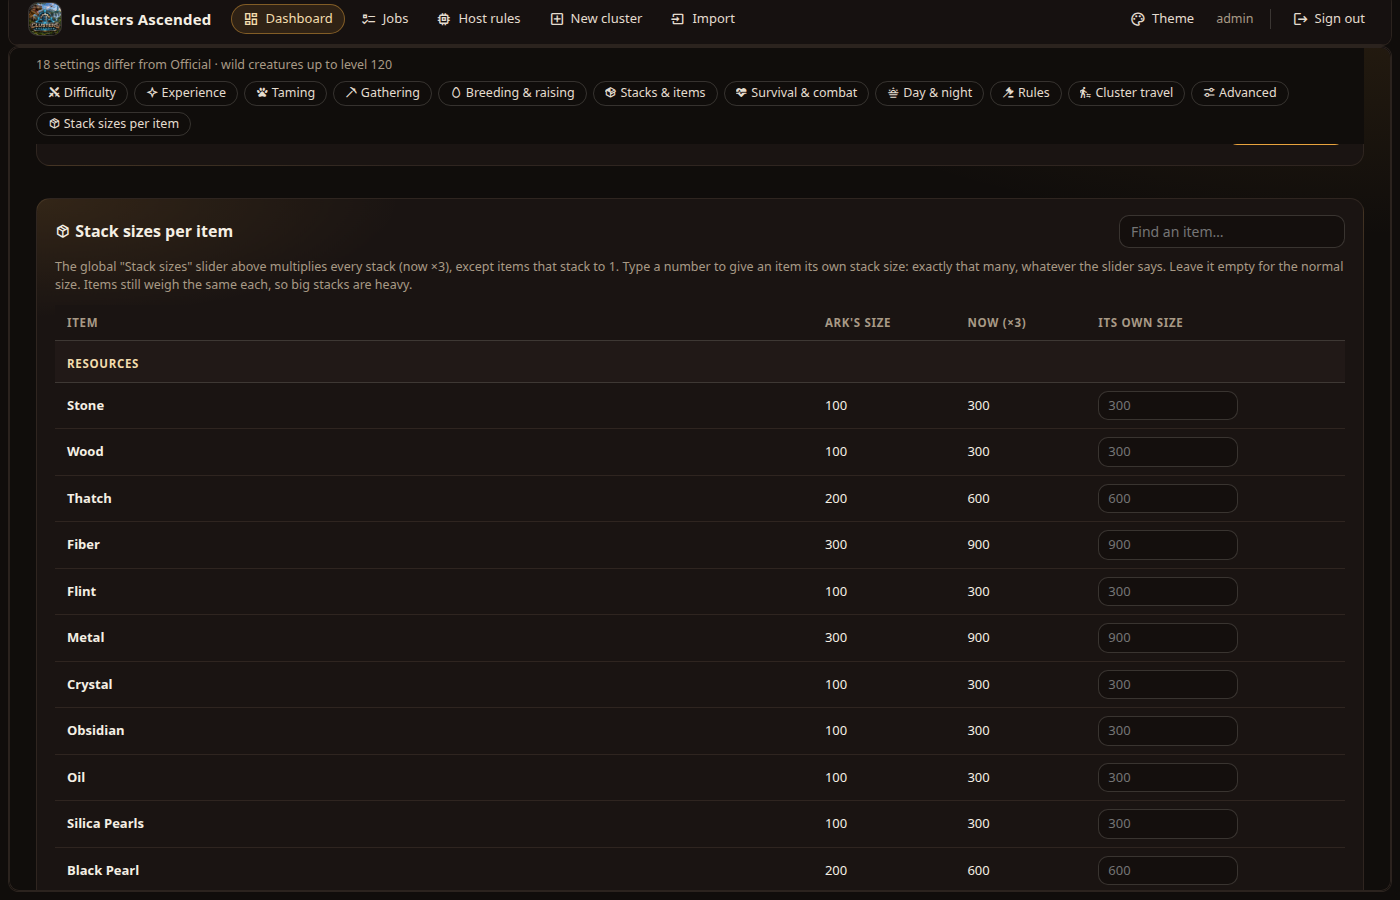 Clusters Ascended Dashboard Jobs Host rules New cluster Import Theme admin Sign out
18 settings differ from Official · wild creatures up to level 120
Difficulty Experience Taming Gathering Breeding & raising Stacks & items Survival & combat Day & night Rules Cluster travel Advanced
Stack sizes per item
Stack sizes per item Find an item...
The global "Stack sizes" slider above multiplies every stack (now ×3), except items that stack to 1. Type a number to give an item its own stack size: exactly that many, whatever the slider says. Leave it empty for the normal
size. Items still weigh the same each, so big stacks are heavy.
ITEM ARK'S SIZE NOW (×3) ITS OWN SIZE
RESOURCES
Stone 100 300 300
Wood 100 300 300
Thatch 200 600 600
Fiber 300 900 900
Flint 100 300 300
Metal 300 900 900
Crystal 100 300 300
Obsidian 100 300 300
Oil 100 300 300
Silica Pearls 100 300 300
Black Pearl 200 600 600